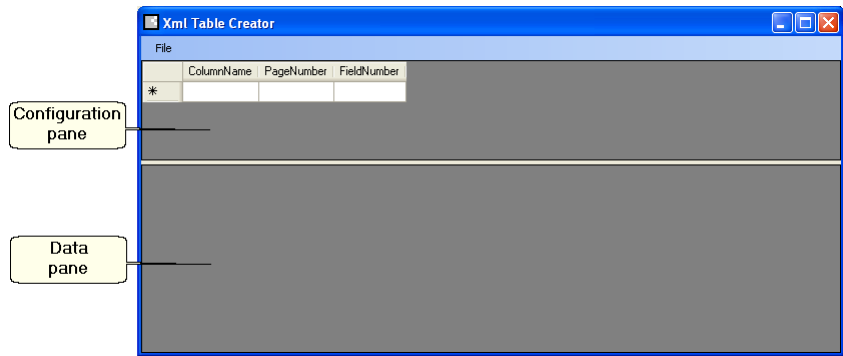 Xml Table Creator
File
ColumnName PageNumber FieldNumber
*
Configuration
pane
Data
pane